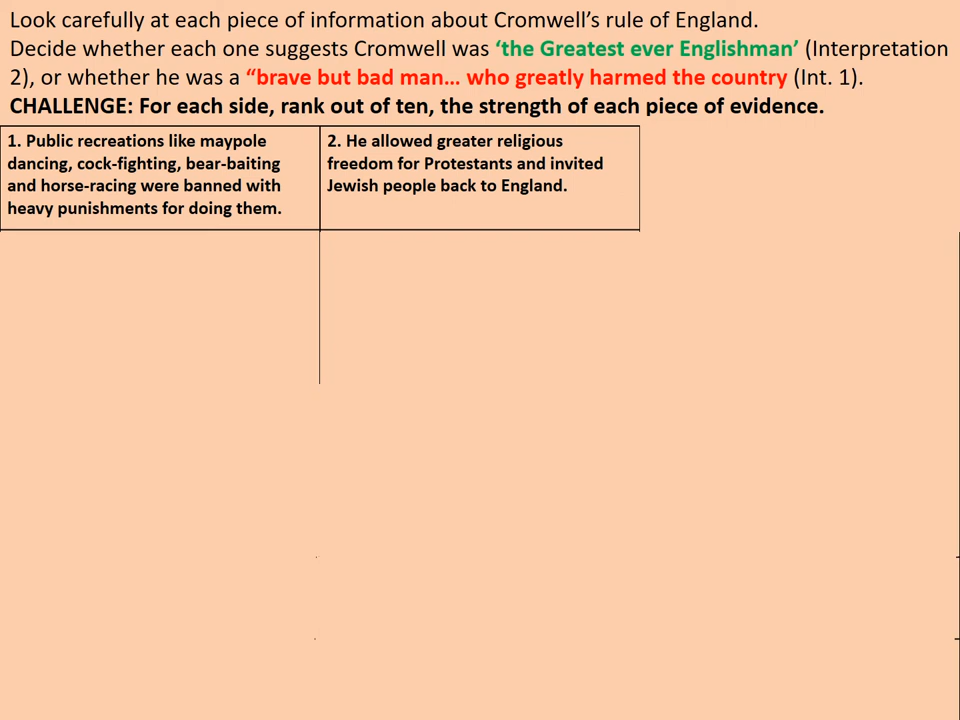 Look carefully at each piece of information about Cromwell’s rule of England.
Decide whether each one suggests Cromwell was ‘the Greatest ever Englishman’ (Interpretation
2), or whether he was a “brave but bad man… who greatly harmed the country (Int. 1).
CHALLENGE: For each side, rank out of ten, the strength of each piece of evidence.
1. Public recreations like maypole
dancing, cock-fighting, bear-baiting
and horse-racing were banned with
heavy punishments for doing them.
2. He allowed greater religious
freedom for Protestants and invited
Jewish people back to England.